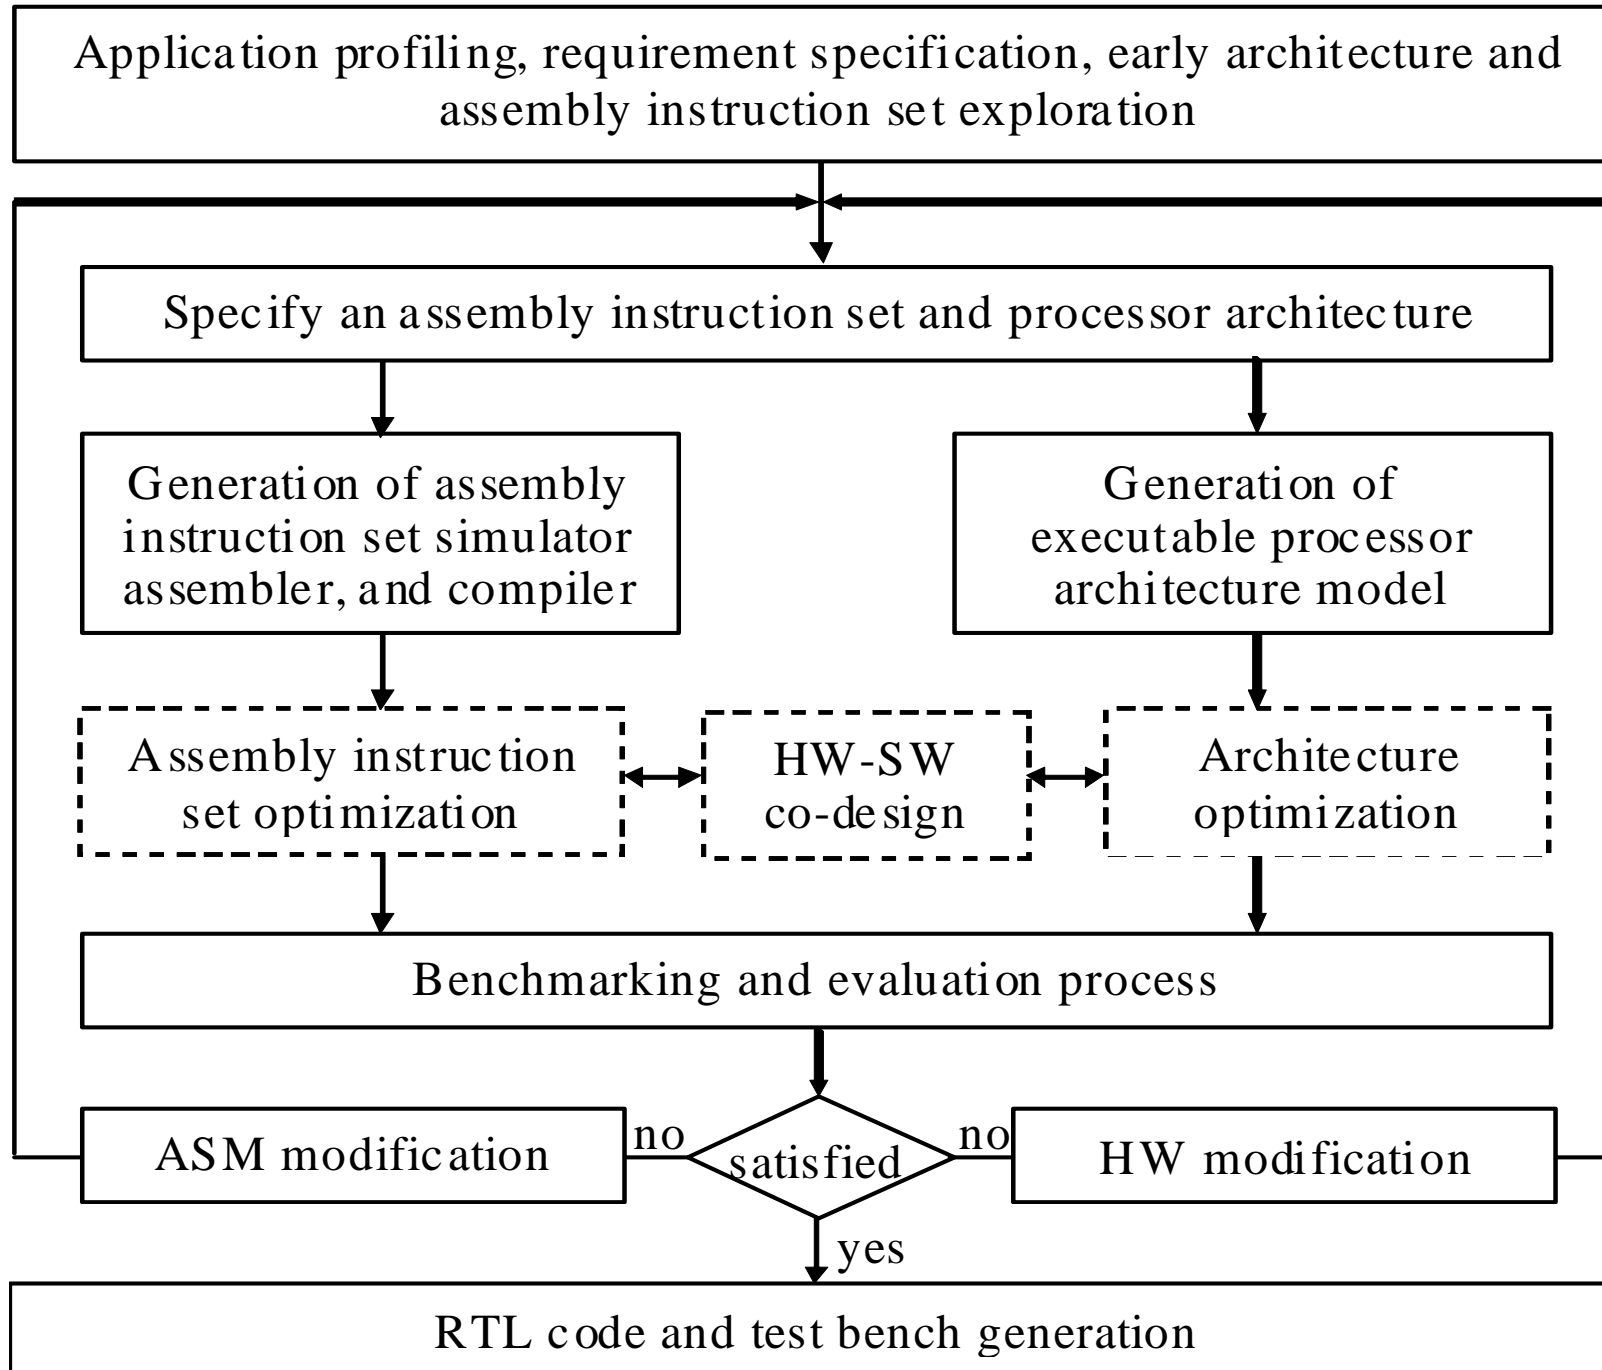 Application profiling, requirement specification, early architecture and
assembly instruction set exploration
Specify an assembly instruction set and processor architecture
Generation of assembly
instruction set simulator
assembler, and compiler
Generation of
executable processor
architecture model
Assembly instruction
set optimization
HW-SW
co-design
Architecture
optimization
Benchmarking and evaluation process
ASM modification
no
satisfied
no
HW modification
yes
RTL code and test bench generation